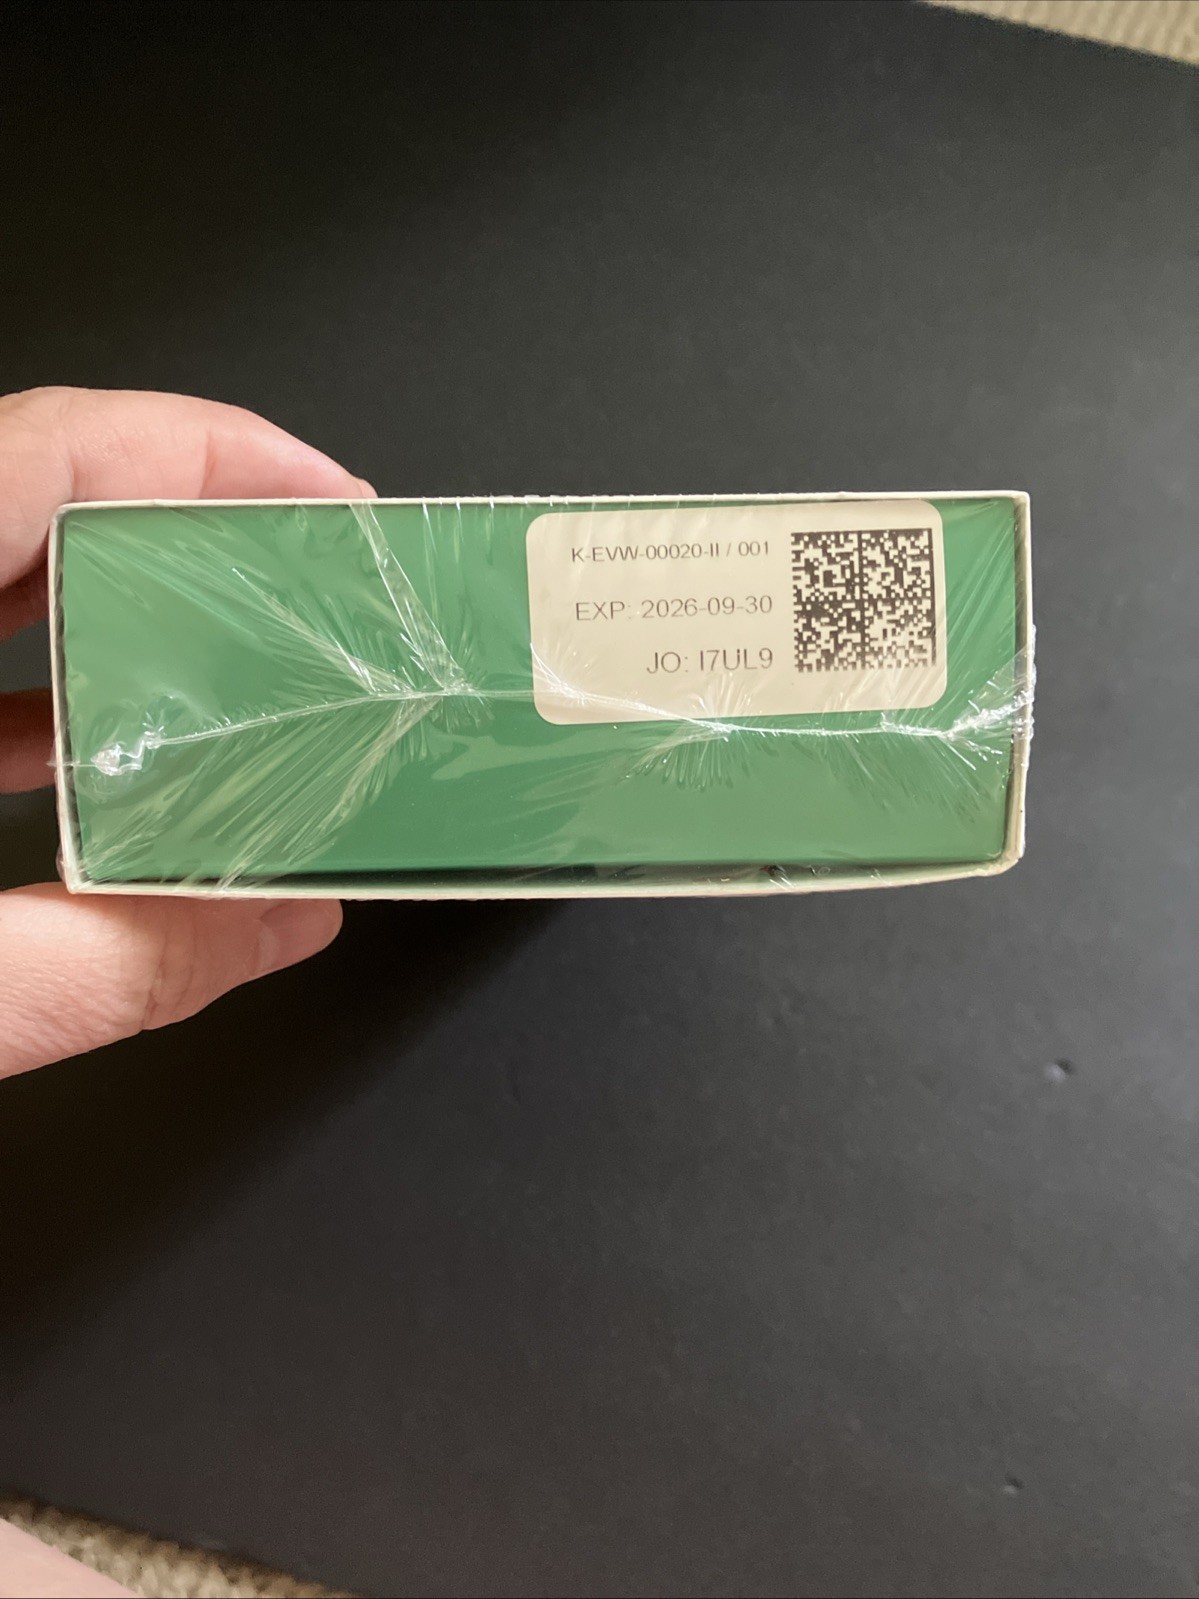 K-EVW-00020-II / 001
EXP: 2026-09-30
JO: I7UL9